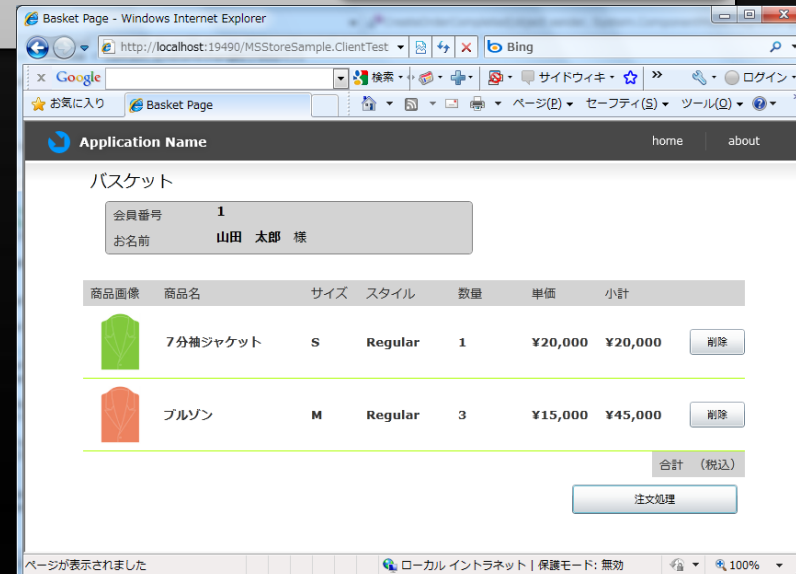 Basket Page - Windows Internet Explorer
http://localhost:19490/MSStoreSample.ClientTest
Bing
x Google
検索
サイドウィキ
»
ログイン
お気に入り
Basket Page
ページ(P)
セーフティ(S)
ツール(O)
Application Name
home
about
バスケット
会員番号 1
お名前 山田 太郎 様
商品画像 商品名 サイズ スタイル 数量 単価 小計
7分袖ジャケット S Regular 1 ¥20,000 ¥20,000 削除
ブルゾン M Regular 3 ¥15,000 ¥45,000 削除
合計 (税込)
注文処理
ページが表示されました
ローカル イントラネット | 保護モード: 無効
100%